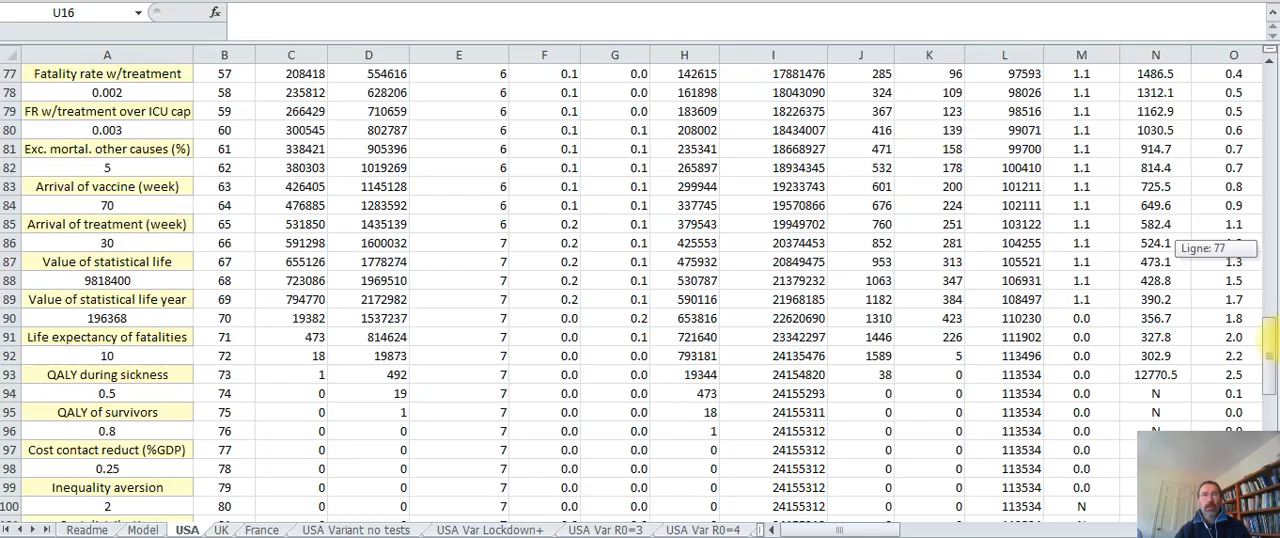 U16 fx
A B C D E F G H I J K L M N O
77 Fatality rate w/treatment 57 208418 554616 6 0.1 0.0 142615 17881476 285 96 97593 1.1 1486.5 0.4
78 0.002 58 235812 628206 6 0.1 0.0 161898 18043090 324 109 98026 1.1 1312.1 0.5
79 FR w/treatment over ICU cap 59 266429 710659 6 0.1 0.0 183609 18226375 367 123 98516 1.1 1162.9 0.5
80 0.003 60 300545 802787 6 0.1 0.0 208002 18434007 416 139 99071 1.1 1030.5 0.6
81 Exc. mortal. other causes (%) 61 338421 905396 6 0.1 0.1 235341 18668927 471 158 99700 1.1 914.7 0.7
82 5 62 380303 1019269 6 0.1 0.1 265897 18934345 532 178 100410 1.1 814.4 0.7
83 Arrival of vaccine (week) 63 426405 1145128 6 0.1 0.1 299944 19233743 601 200 101211 1.1 725.5 0.8
84 70 64 476885 1283592 6 0.1 0.1 337745 19570866 676 224 102111 1.1 649.6 0.9
85 Arrival of treatment (week) 65 531850 1435139 6 0.2 0.1 379543 19949702 760 251 103122 1.1 582.4 1.1
86 30 66 591298 1600032 6 0.2 0.1 425553 20374453 852 281 104255 1.1 524.1
Ligne: 77
87 Value of statistical life 67 655126 1778274 7 0.2 0.1 475932 20849475 953 313 105521 1.1 473.1 1.3
88 9818400 68 723086 1969510 7 0.2 0.1 530787 21379232 1063 347 106931 1.1 428.8 1.5
89 Value of statistical life year 69 794770 2172982 7 0.2 0.1 590116 21968185 1182 384 108497 1.1 390.2 1.7
90 196368 70 19382 1537237 7 0.0 0.2 653816 22620690 1310 423 110230 0.0 356.7 1.8
91 Life expectancy of fatalities 71 473 814624 7 0.0 0.1 721640 23342297 1446 226 111902 0.0 327.8 2.0
92 10 72 18 19873 7 0.0 0.0 793181 24135476 1589 5 113496 0.0 302.9 2.2
93 QALY during sickness 73 1 492 7 0.0 0.0 19344 24154820 38 0 113534 0.0 12770.5 2.5
94 0.5 74 0 19 7 0.0 0.0 473 24155293 0 0 113534 0.0 N 0.1
95 QALY of survivors 75 0 1 7 0.0 0.0 18 24155311 0 0 113534 0.0 N 0.0
96 0.8 76 0 0 7 0.0 0.0 1 24155312 0 0 113534 0.0
97 Cost contact reduct (%GDP) 77 0 0 7 0.0 0.0 0 24155312 0 0 113534 0.0
98 0.25 78 0 0 7 0.0 0.0 0 24155312 0 0 113534 0.0
99 Inequality aversion 79 0 0 7 0.0 0.0 0 24155312 0 0 113534 0.0
100 2 80 0 0 7 0.0 0.0 0 24155312 0 0 113534 N
Readme Model USA UK France USA Variant no tests USA Var Lockdown+ USA Var R0=3 USA Var R0=4